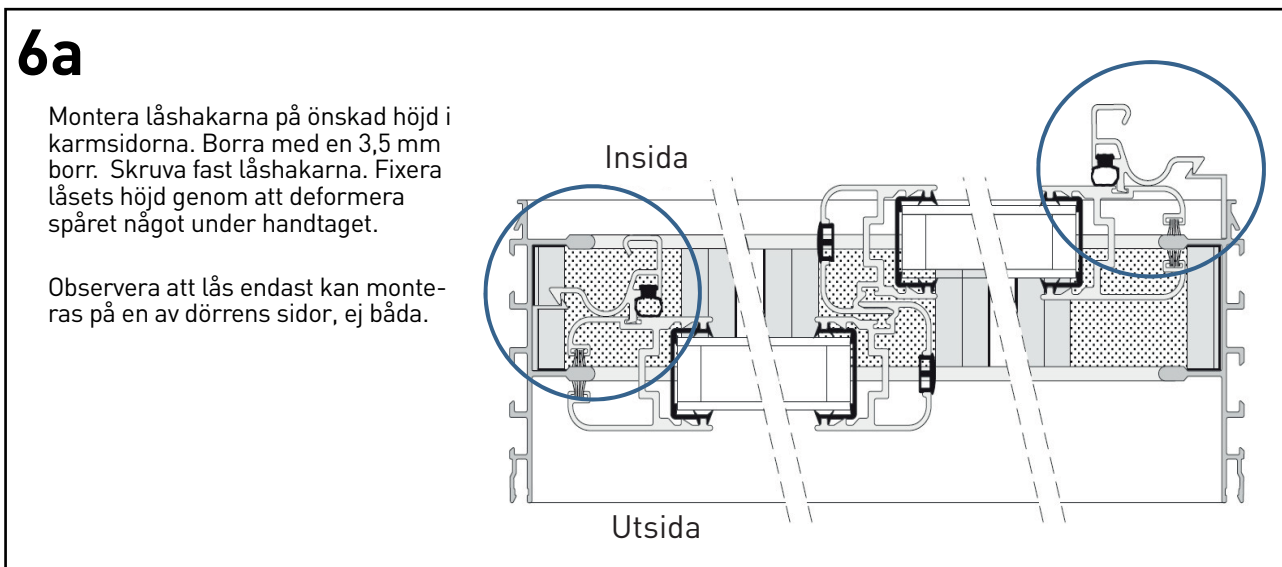 6a
Montera låshakarna på önskad höjd i
karmsidorna. Borra med en 3,5 mm
borr.  Skruva fast låshakarna. Fixera
låsets höjd genom att deformera
spåret något under handtaget.
Observera att lås endast kan monte-
ras på en av dörrens sidor, ej båda.
Insida
Utsida